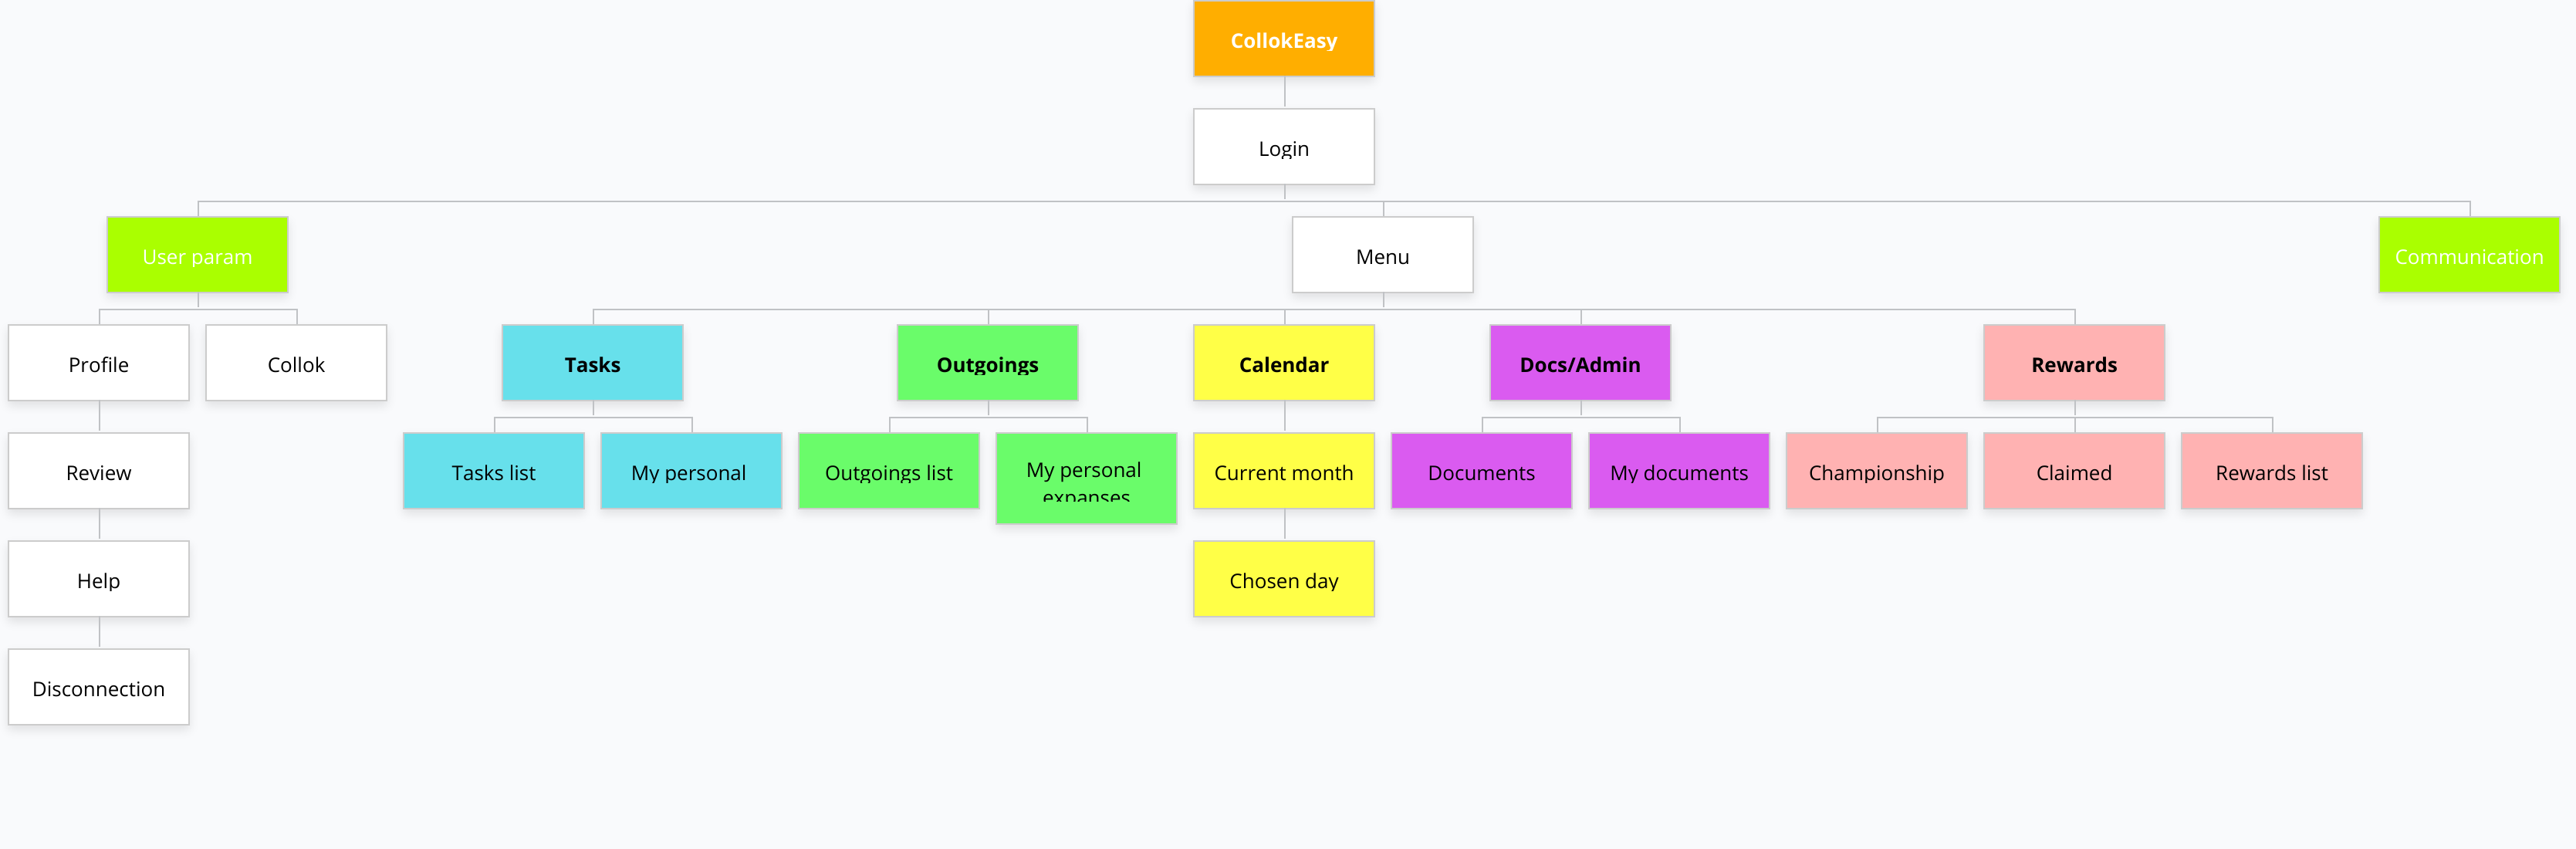 CollokEasy
Login
User param
Menu
Communication
Profile
Collok
Tasks
Outgoings
Calendar
Docs/Admin
Rewards
Review
Tasks list
My personal
Outgoings list
My personal
expanses
Current month
Documents
My documents
Championship
Claimed
Rewards list
Help
Chosen day
Disconnection